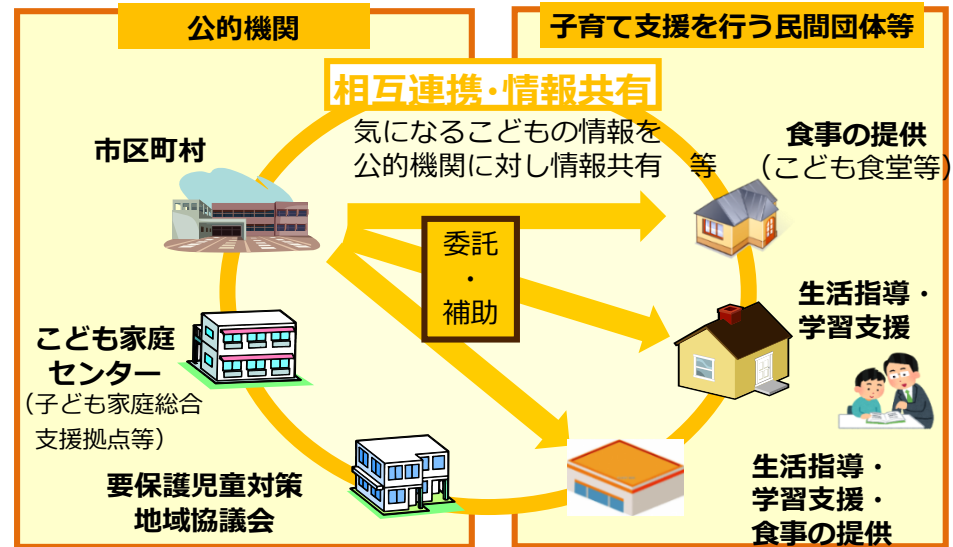 公的機関
子育て支援を行う民間団体等
相互連携・情報共有
気になるこどもの情報を
公的機関に対し情報共有　等
市区町村
食事の提供
（こども食堂等）
委託
・
補助
生活指導・
学習支援
こども家庭
センター
（子ども家庭総合
支援拠点等）
要保護児童対策
地域協議会
生活指導・
学習支援・
食事の提供